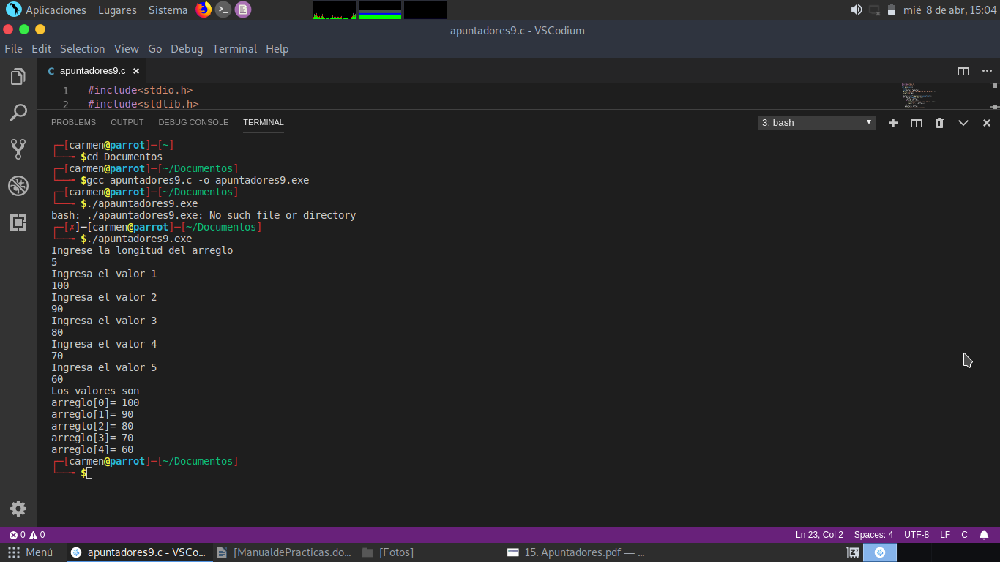 Aplicaciones Lugares Sistema mié 8 de abr, 15:04
apuntadores9.c - VSCodium
File Edit Selection View Go Debug Terminal Help
C apuntadores9.c ×
1 #include<stdio.h>
2 #include<stdlib.h>
PROBLEMS OUTPUT DEBUG CONSOLE TERMINAL 3: bash
┌─[carmen@parrot]─[~]
└──╼ $cd Documentos
┌─[carmen@parrot]─[~/Documentos]
└──╼ $gcc apuntadores9.c -o apuntadores9.exe
┌─[carmen@parrot]─[~/Documentos]
└──╼ $./apauntadores9.exe
bash: ./apauntadores9.exe: No such file or directory
┌─[✗]─[carmen@parrot]─[~/Documentos]
└──╼ $./apuntadores9.exe
Ingrese la longitud del arreglo
5
Ingresa el valor 1
100
Ingresa el valor 2
90
Ingresa el valor 3
80
Ingresa el valor 4
70
Ingresa el valor 5
60
Los valores son
arreglo[0]= 100
arreglo[1]= 90
arreglo[2]= 80
arreglo[3]= 70
arreglo[4]= 60
┌─[carmen@parrot]─[~/Documentos]
└──╼ $
0 0 Ln 23, Col 2 Spaces: 4 UTF-8 LF C
Menú apuntadores9.c - VSCo... [ManualdePracticas.do... [Fotos] 15. Apuntadores.pdf — ...